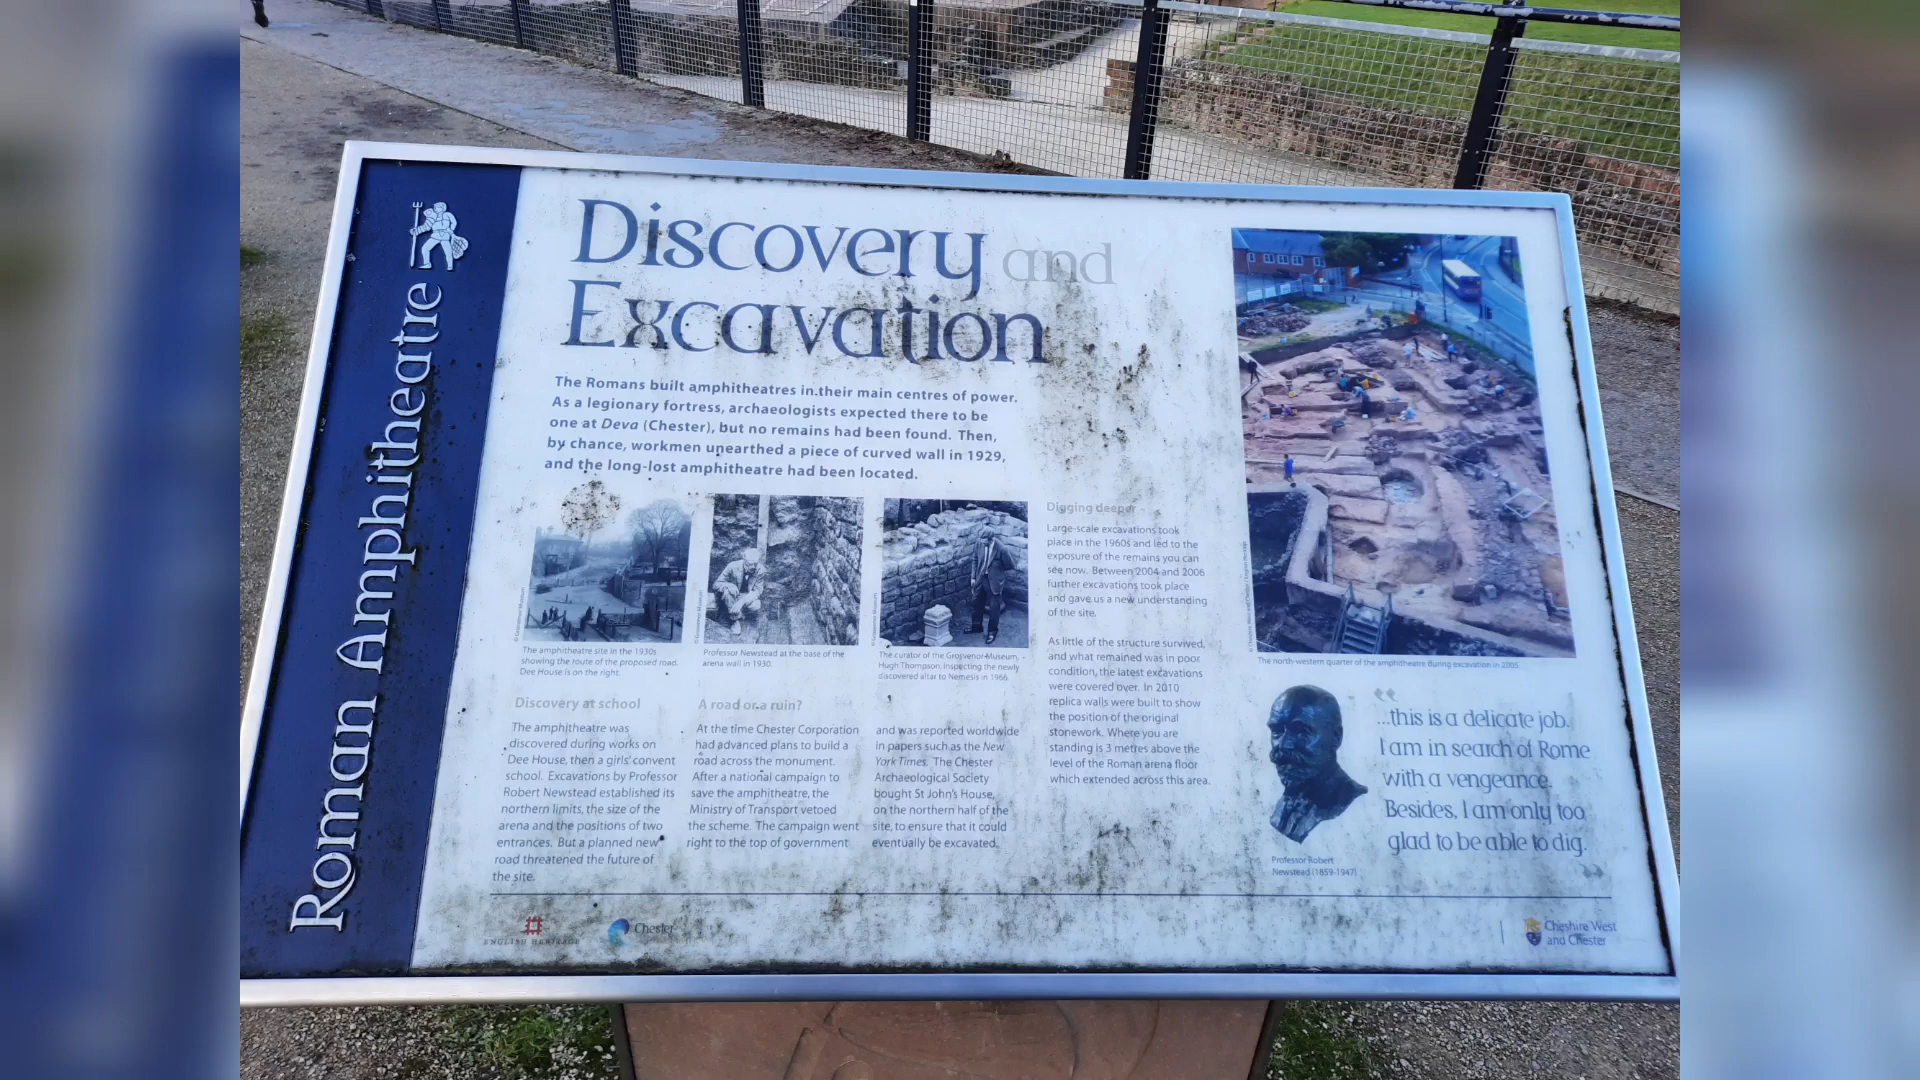 Roman Amphitheatre
Discovery and
Excavation
The Romans built amphitheatres in their main centres of power.
As a legionary fortress, archaeologists expected there to be
one at Deva (Chester), but no remains had been found. Then,
by chance, workmen unearthed a piece of curved wall in 1929,
and the long-lost amphitheatre had been located.
The amphitheatre site in the 1930s
showing the route of the proposed road.
Dee House is on the right.
Professor Newstead at the base of the
arena wall in 1930.
The curator of the Grosvenor Museum,
Hugh Thompson, inspecting the newly
discovered altar to Nemesis in 1966.
Discovery at school
The amphitheatre was
discovered during works on
Dee House, then a girls' convent
school. Excavations by Professor
Robert Newstead established its
northern limits, the size of the
arena and the positions of two
entrances. But a planned new
road threatened the future of
the site.
A road or a ruin?
At the time Chester Corporation
had advanced plans to build a
road across the monument.
After a national campaign to
save the amphitheatre, the
Ministry of Transport vetoed
the scheme. The campaign went
right to the top of government
and was reported worldwide
in papers such as the New
York Times. The Chester
Archaeological Society
bought St John's House,
on the northern half of the
site, to ensure that it could
eventually be excavated.
Digging deeper
Large-scale excavations took
place in the 1960s and led to the
exposure of the remains you can
see now. Between 2004 and 2006
further excavations took place
and gave us a new understanding
of the site.
As little of the structure survived,
and what remained was in poor
condition, the latest excavations
were covered over. In 2010
replica walls were built to show
the position of the original
stonework. Where you are
standing is 3 metres above the
level of the Roman arena floor
which extended across this area.
The north-western quarter of the amphitheatre during excavation in 2005.
“
...this is a delicate job.
I am in search of Rome
with a vengeance.
Besides, I am only too
glad to be able to dig.
”
Professor Robert
Newstead (1859-1947)
ENGLISH HERITAGE
Chester
Cheshire West
and Chester